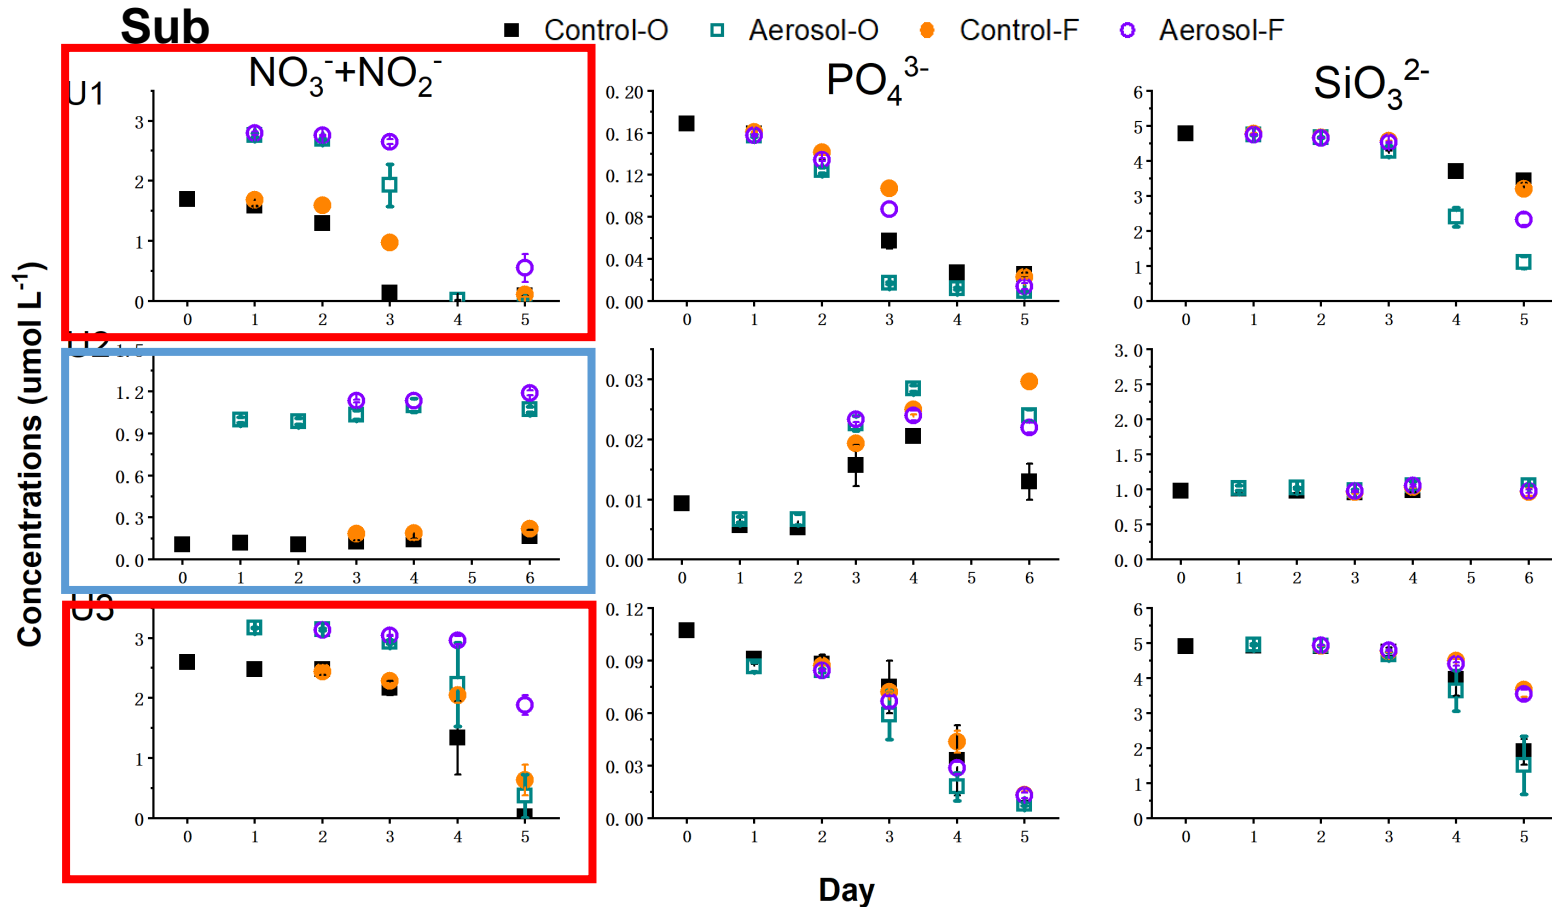 Sub
Control-O Aerosol-O Control-F Aerosol-F
NO₃⁻+NO₂⁻ PO₄³⁻ SiO₃²⁻
U1
3
2
1
0
0 1 2 3 4 5
0.20
0.16
0.12
0.08
0.04
0.00
0 1 2 3 4 5
6
5
4
3
2
1
0
0 1 2 3 4 5
U2
1.5
1.2
0.9
0.6
0.3
0.0
0 1 2 3 4 5 6
0.03
0.02
0.01
0.00
0 1 2 3 4 5 6
3.0
2.5
2.0
1.5
1.0
0.5
0.0
0 1 2 3 4 5 6
U3
3
2
1
0
0 1 2 3 4 5
0.12
0.09
0.06
0.03
0.00
0 1 2 3 4 5
6
5
4
3
2
1
0
0 1 2 3 4 5
Concentrations (umol L⁻¹)
Day